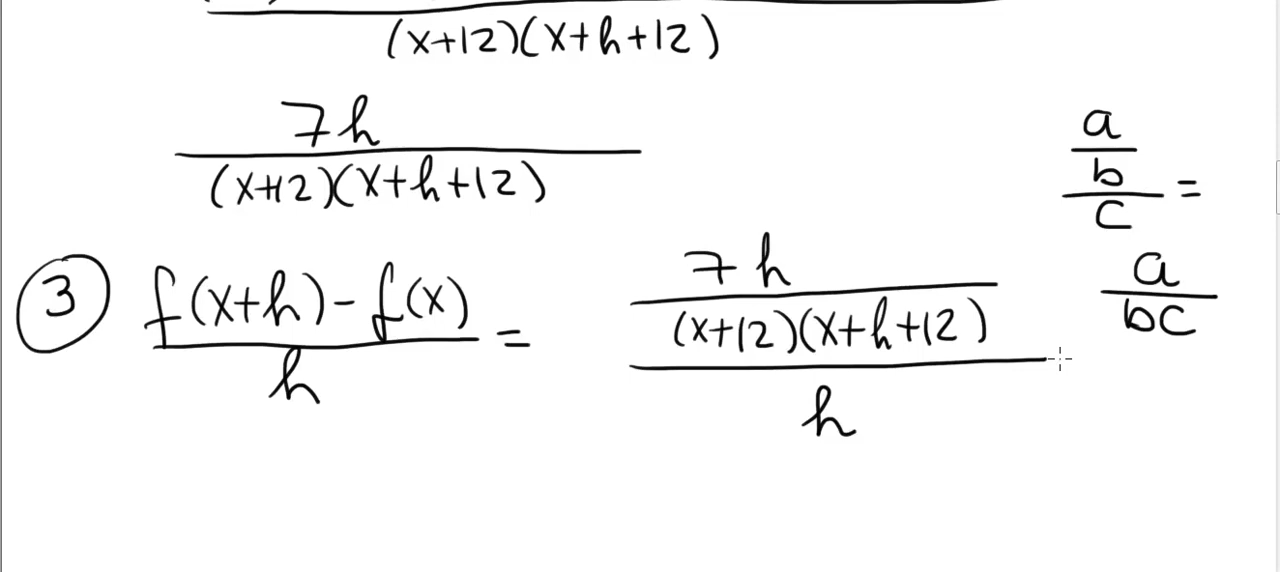 (x+12)(x+h+12)
7h
(x+12)(x+h+12)
a
b
c =
a
bc
3 f(x+h)-f(x)
h =
7h
(x+12)(x+h+12)
h